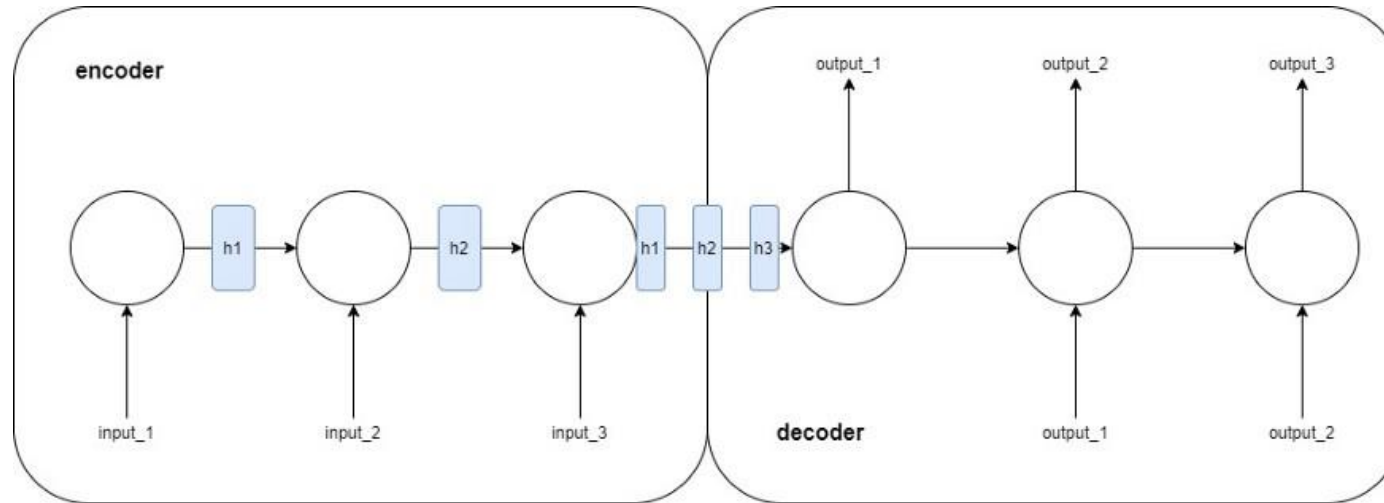 encoder
output_1
output_2
output_3
h1
h2
h1
h2
h3
input_1
input_2
input_3
decoder
output_1
output_2